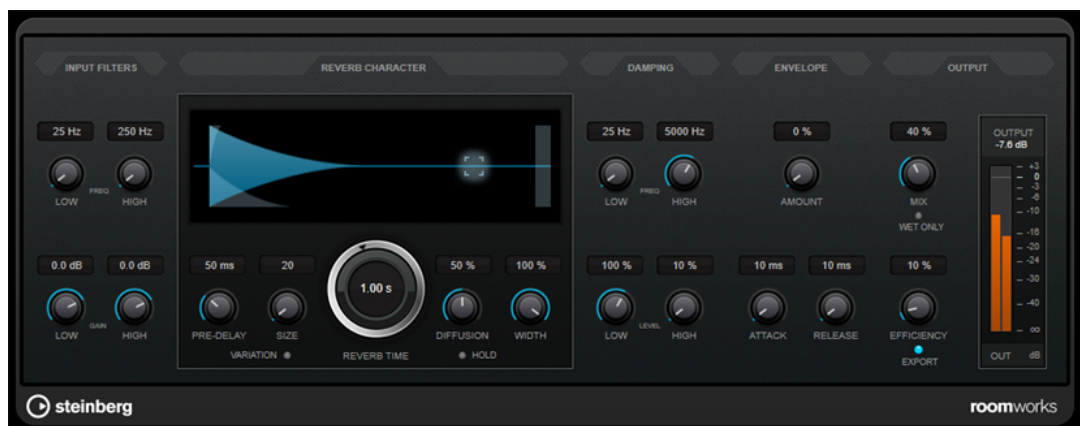 INPUT FILTERS REVERB CHARACTER DAMPING ENVELOPE OUTPUT
25 Hz 250 Hz 25 Hz 5000 Hz 0 % 40 %
OUTPUT
-7.6 dB
LOW FREQ HIGH LOW FREQ HIGH AMOUNT MIX
WET ONLY
+3
0
-3
-6
-10
-16
-20
-24
-30
-40
∞
0.0 dB 0.0 dB 50 ms 20 1.00 s 50 % 100 % 100 % 10 % 10 ms 10 ms 10 %
LOW GAIN HIGH PRE-DELAY SIZE DIFFUSION WIDTH LOW LEVEL HIGH ATTACK RELEASE EFFICIENCY
VARIATION REVERB TIME HOLD EXPORT
OUT dB
steinberg roomworks